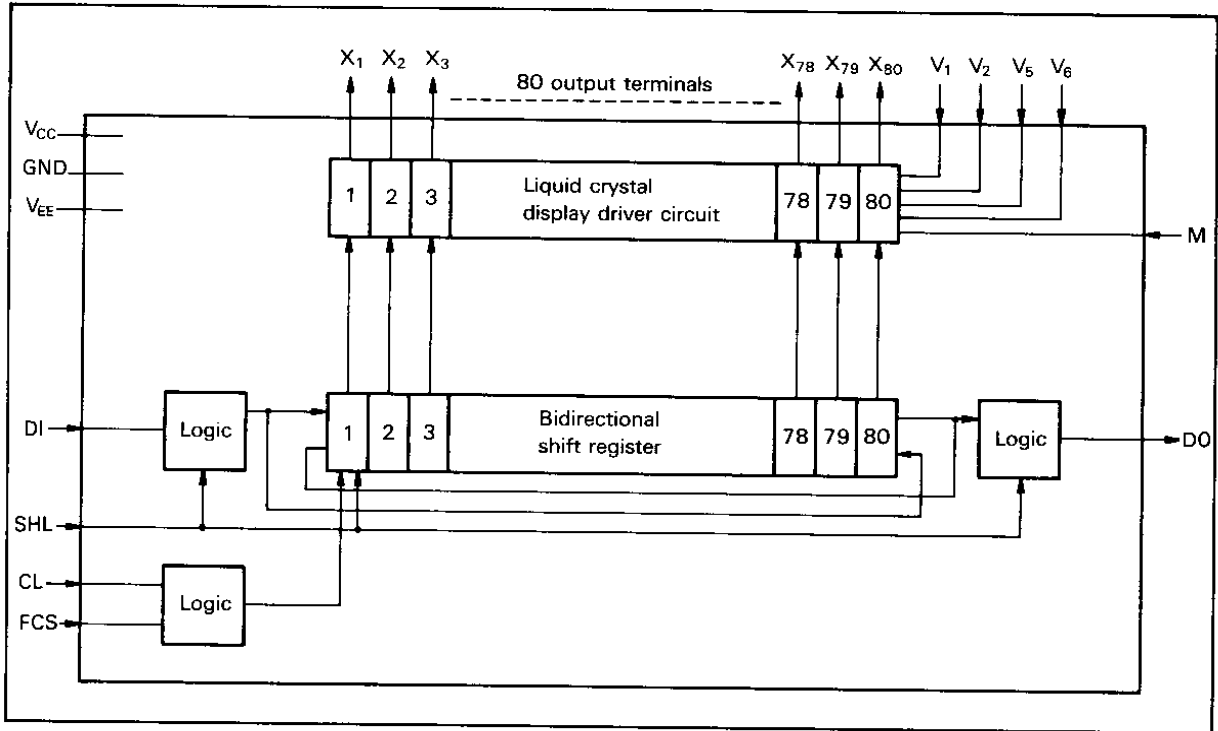 X₁ X₂ X₃ 80 output terminals X₇₈ X₇₉ X₈₀ V₁ V₂ V₅ V₆
V_CC
GND
V_EE
1 2 3 Liquid crystal display driver circuit 78 79 80
M
DI
Logic
1 2 3 Bidirectional shift register 78 79 80
Logic
DO
SHL
CL
FCS
Logic